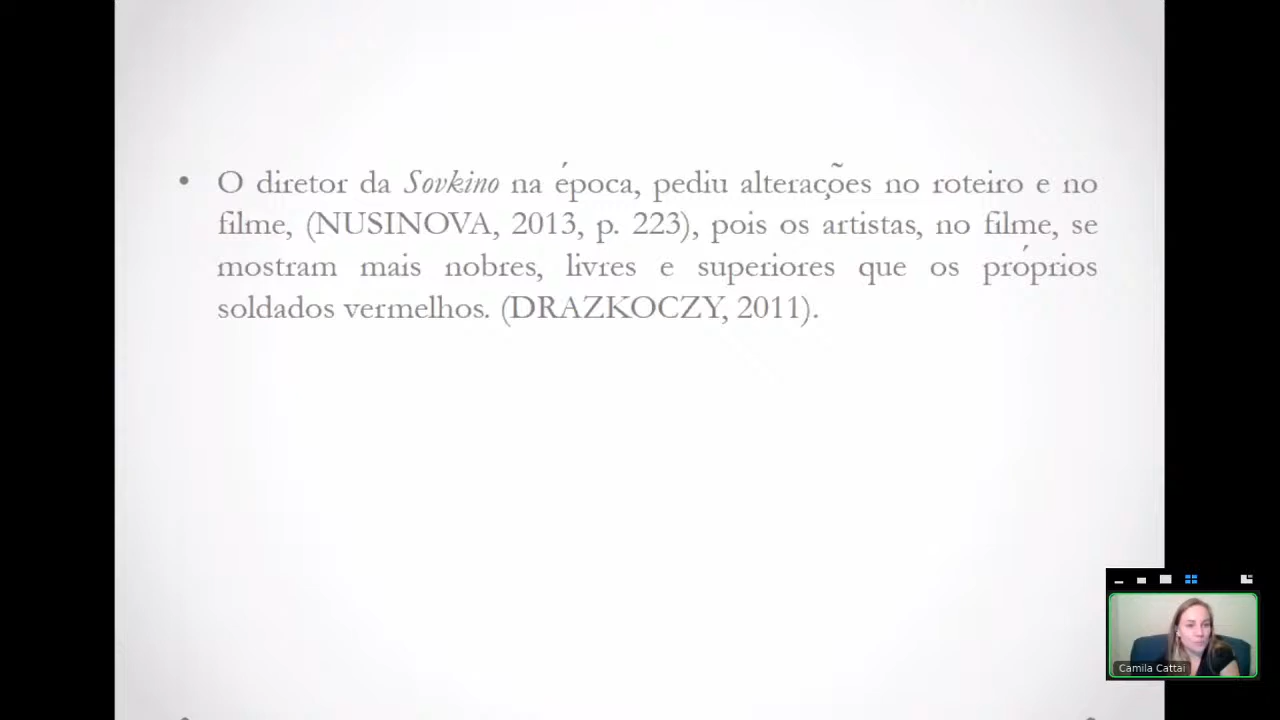 • O diretor da Sovkino na época, pediu alterações no roteiro e no
filme, (NUSINOVA, 2013, p. 223), pois os artistas, no filme, se
mostram mais nobres, livres e superiores que os próprios
soldados vermelhos. (DRAZKOCZY, 2011).
Camila Cattai